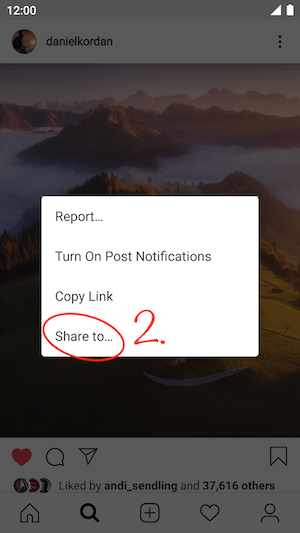 12:00
danielkordan
Report...
Turn On Post Notifications
Copy Link
Share to... 2.
Liked by andi_sendling and 37,616 others